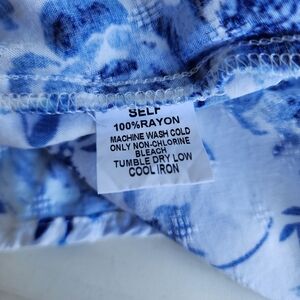 SELF
100%RAYON
MACHINE WASH COLD
ONLY NON-CHLORINE
BLEACH
TUMBLE DRY LOW
COOL IRON